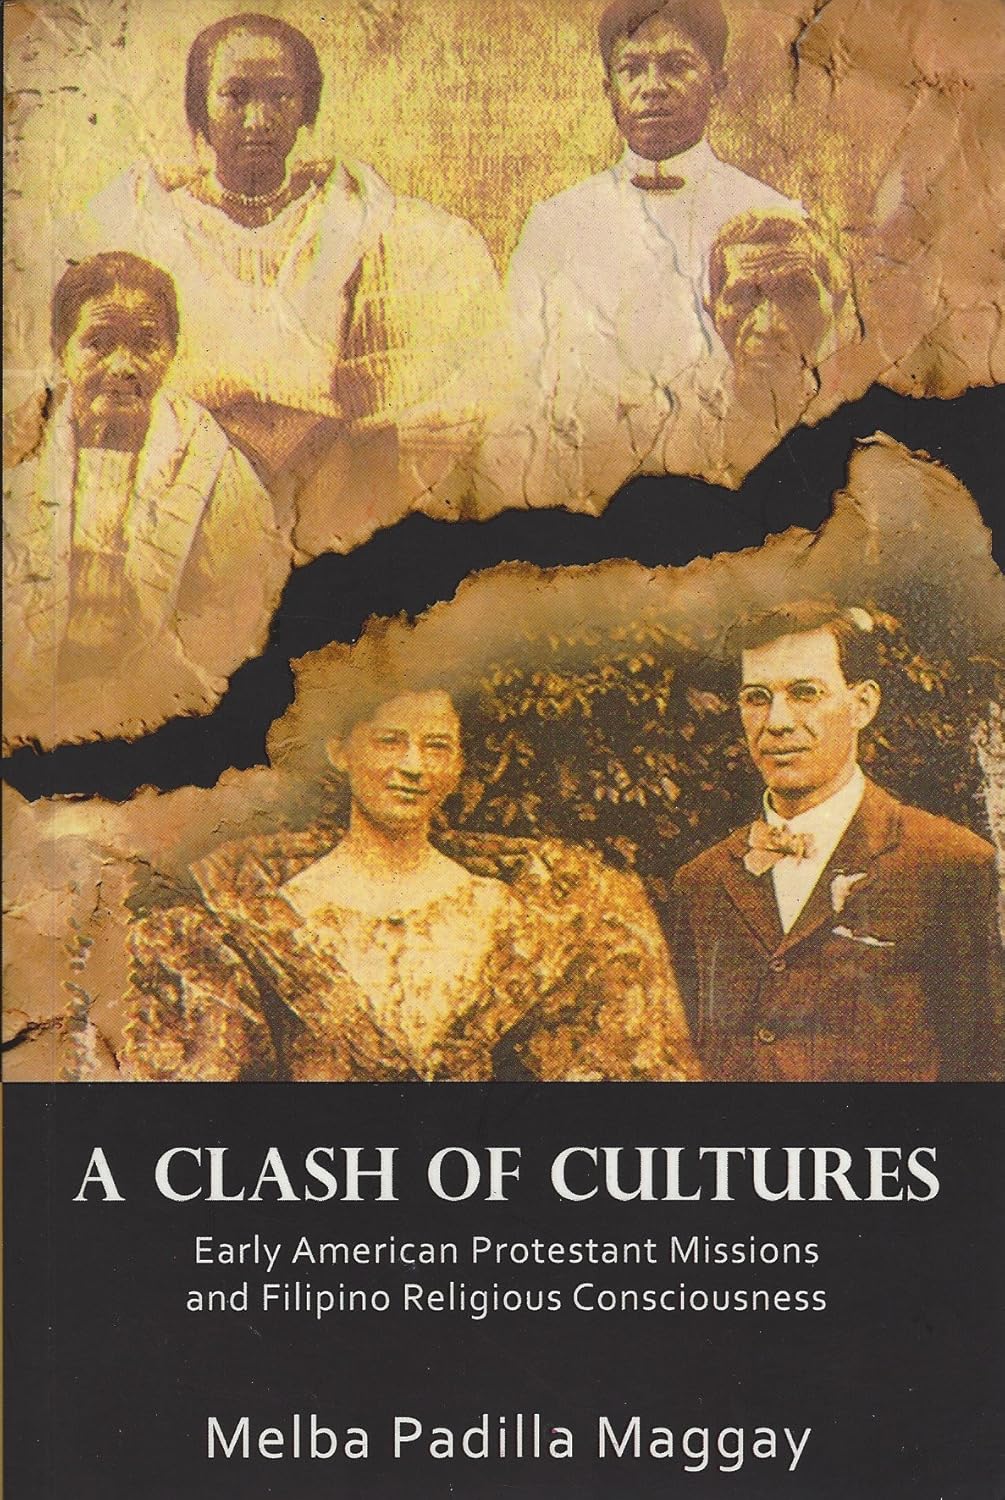 A CLASH OF CULTURES
Early American Protestant Missions
and Filipino Religious Consciousness
Melba Padilla Maggay